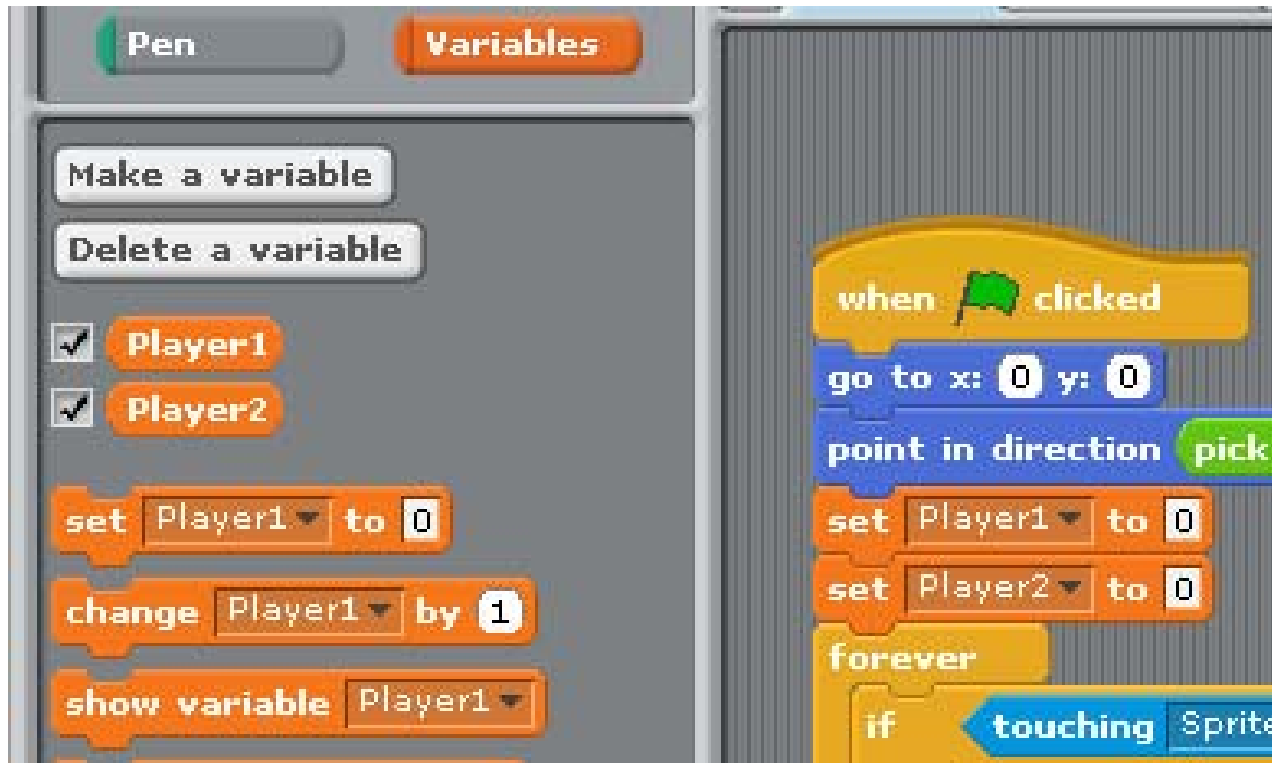 Pen Variables
Make a variable
Delete a variable
Player1
Player2
set Player1 to 0
change Player1 by 1
show variable Player1
when clicked
go to x: 0 y: 0
point in direction pick
set Player1 to 0
set Player2 to 0
forever
if touching Sprite